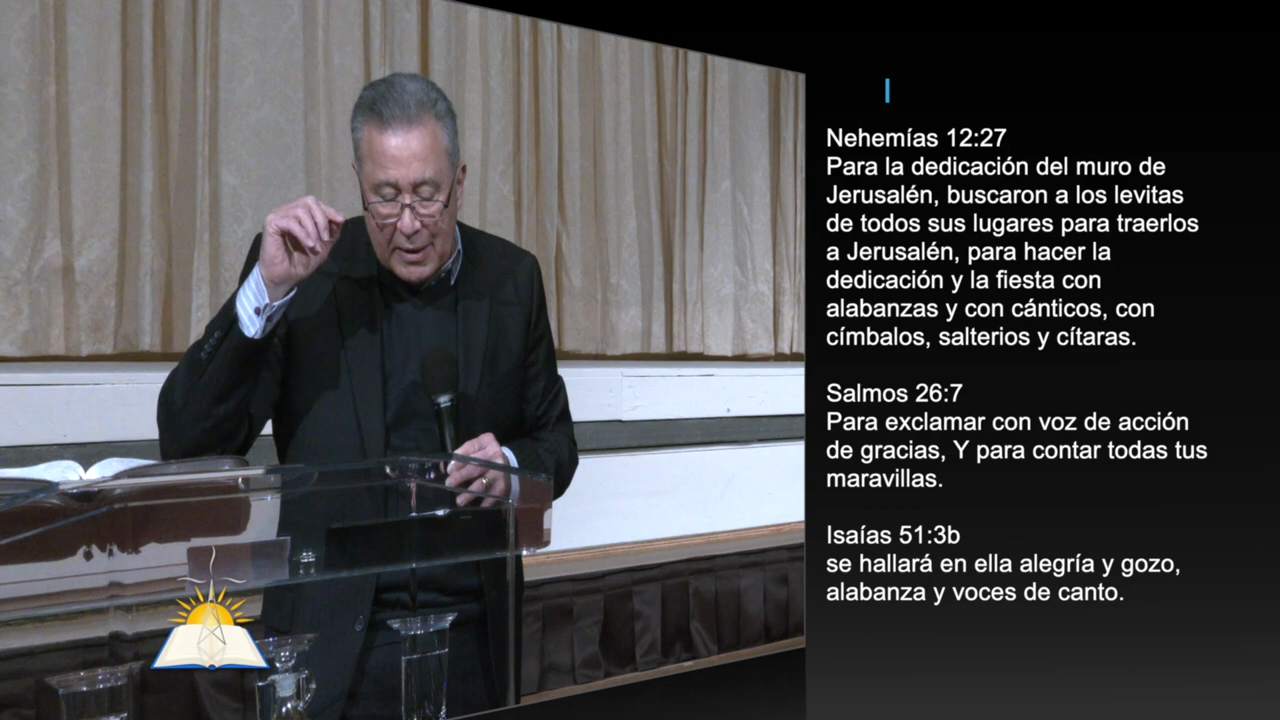 Nehemías 12:27
Para la dedicación del muro de
Jerusalén, buscaron a los levitas
de todos sus lugares para traerlos
a Jerusalén, para hacer la
dedicación y la fiesta con
alabanzas y con cánticos, con
címbalos, salterios y cítaras.
Salmos 26:7
Para exclamar con voz de acción
de gracias, Y para contar todas tus
maravillas.
Isaías 51:3b
se hallará en ella alegría y gozo,
alabanza y voces de canto.